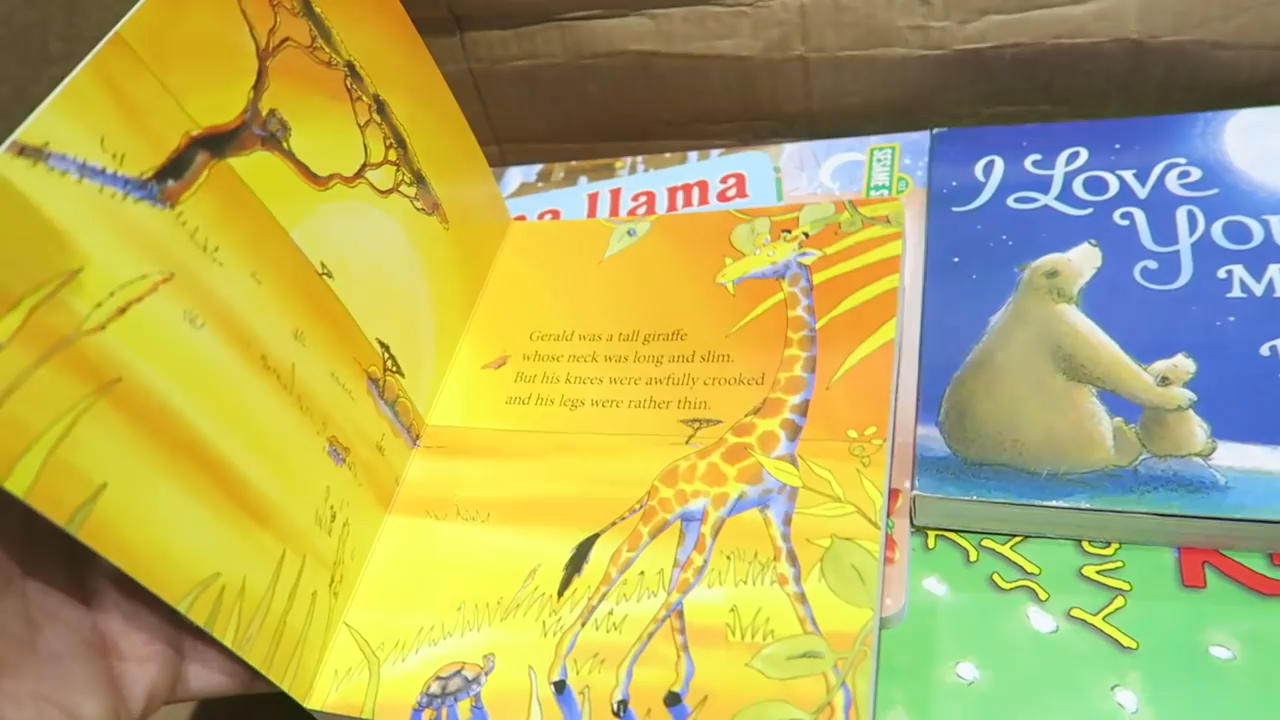 Gerald was a tall giraffe
whose neck was long and slim.
But his knees were awfully crooked
and his legs were rather thin.
llama
SESAME S
I Love
You